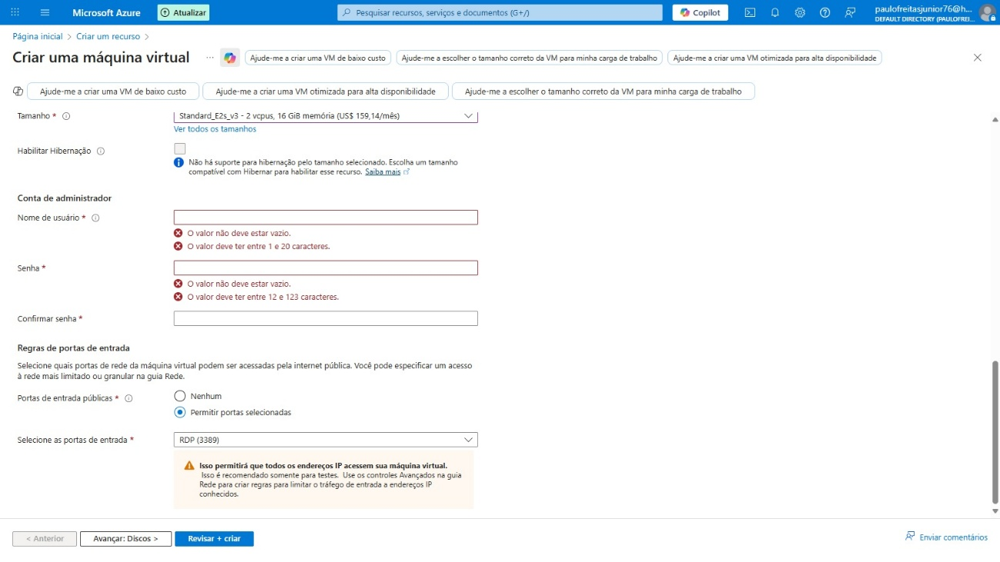 Microsoft Azure
Atualizar
Pesquisar recursos, serviços e documentos (G+/)
Copilot
paulofreitasjunior76@h...
DEFAULT DIRECTORY (PAULOFREI...
Página inicial > Criar um recurso >
Criar uma máquina virtual ...
Ajude-me a criar uma VM de baixo custo
Ajude-me a escolher o tamanho correto da VM para minha carga de trabalho
Ajude-me a criar uma VM otimizada para alta disponibilidade
Ajude-me a criar uma VM de baixo custo
Ajude-me a criar uma VM otimizada para alta disponibilidade
Ajude-me a escolher o tamanho correto da VM para minha carga de trabalho
Tamanho *
Standard_E2s_v3 - 2 vcpus, 16 GiB memória (US$ 159,14/mês)
Ver todos os tamanhos
Habilitar Hibernação
Não há suporte para hibernação pelo tamanho selecionado. Escolha um tamanho
compatível com Hibernar para habilitar esse recurso. Saiba mais
Conta de administrador
Nome de usuário *
O valor não deve estar vazio.
O valor deve ter entre 1 e 20 caracteres.
Senha *
O valor não deve estar vazio.
O valor deve ter entre 12 e 123 caracteres.
Confirmar senha *
Regras de portas de entrada
Selecione quais portas de rede da máquina virtual podem ser acessadas pela internet pública. Você pode especificar um acesso
à rede mais limitado ou granular na guia Rede.
Portas de entrada públicas *
Nenhum
Permitir portas selecionadas
Selecione as portas de entrada *
RDP (3389)
Isso permitirá que todos os endereços IP acessem sua máquina virtual.
Isso é recomendado somente para testes. Use os controles Avançados na guia
Rede para criar regras para limitar o tráfego de entrada a endereços IP
conhecidos.
< Anterior
Avançar: Discos >
Revisar + criar
Enviar comentários